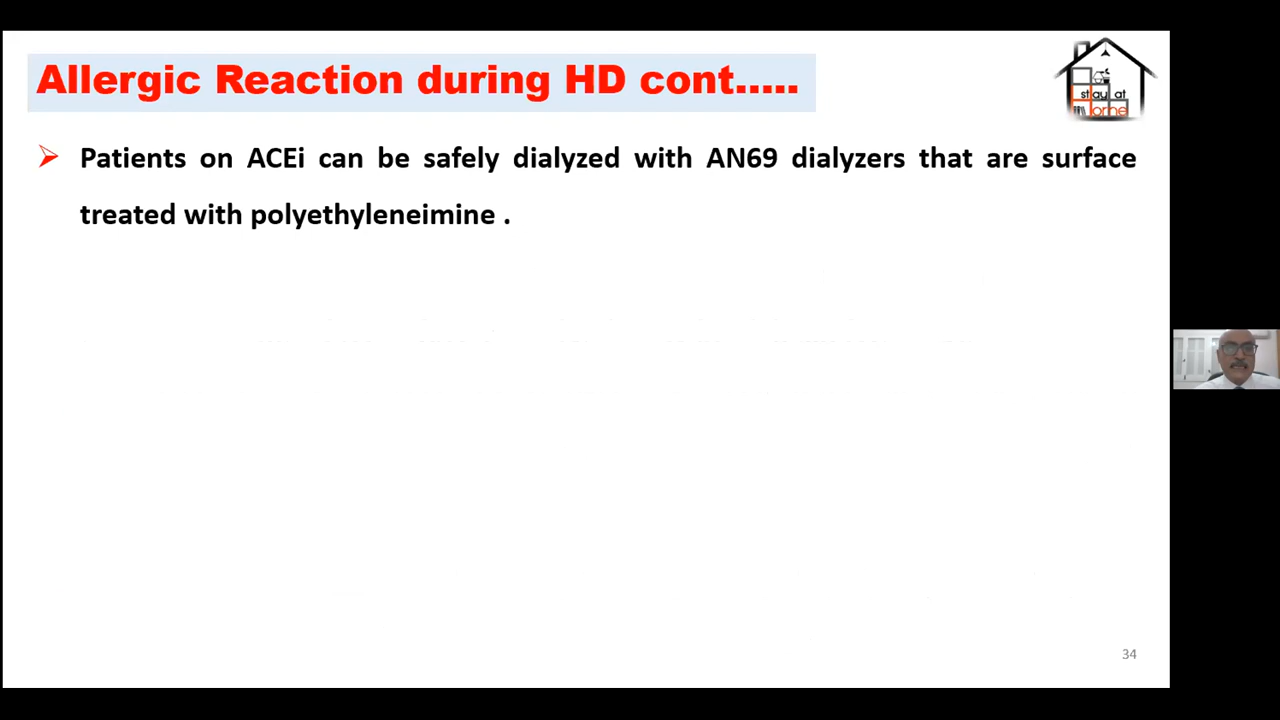 Allergic Reaction during HD cont.....
stay at
home
➢ Patients on ACEi can be safely dialyzed with AN69 dialyzers that are surface
treated with polyethyleneimine .
34